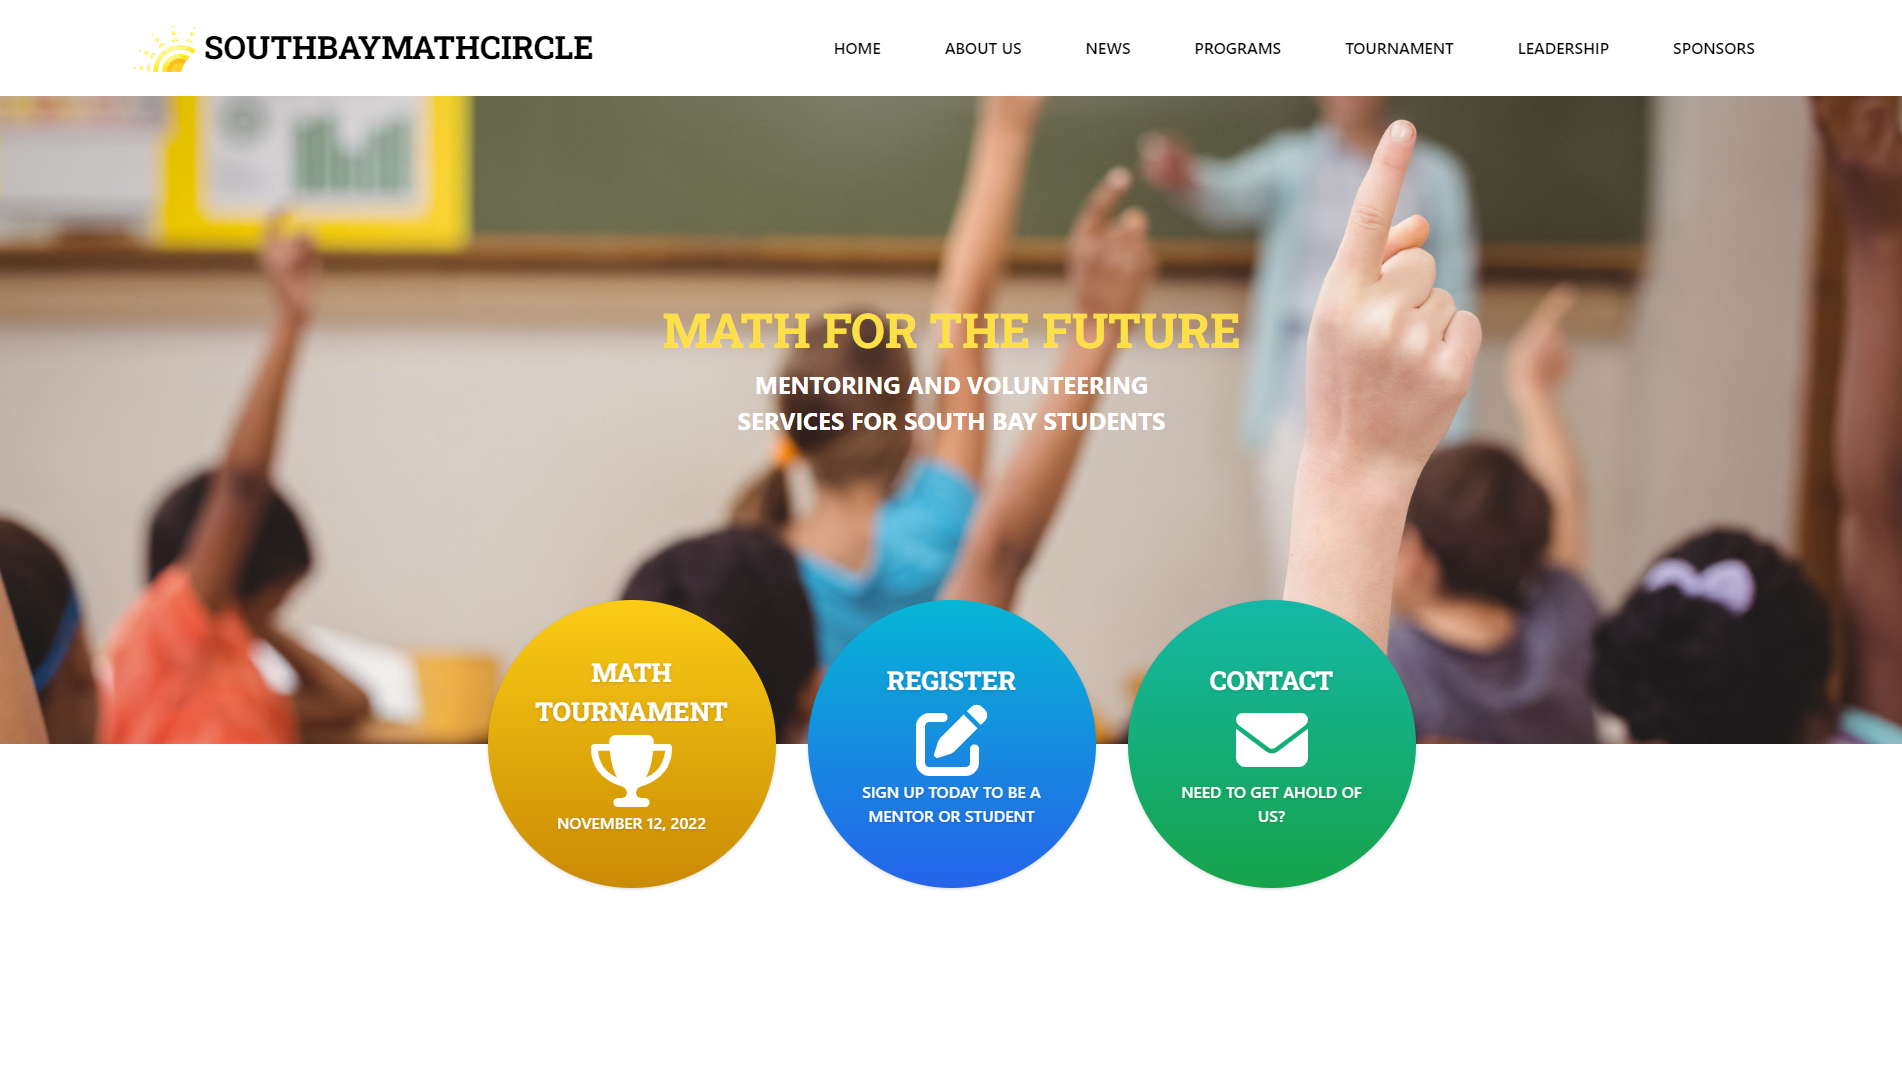 SOUTHBAYMATHCIRCLE
HOME
ABOUT US
NEWS
PROGRAMS
TOURNAMENT
LEADERSHIP
SPONSORS
MATH FOR THE FUTURE
MENTORING AND VOLUNTEERING
SERVICES FOR SOUTH BAY STUDENTS
MATH
TOURNAMENT
NOVEMBER 12, 2022
REGISTER
SIGN UP TODAY TO BE A
MENTOR OR STUDENT
CONTACT
NEED TO GET AHOLD OF
US?